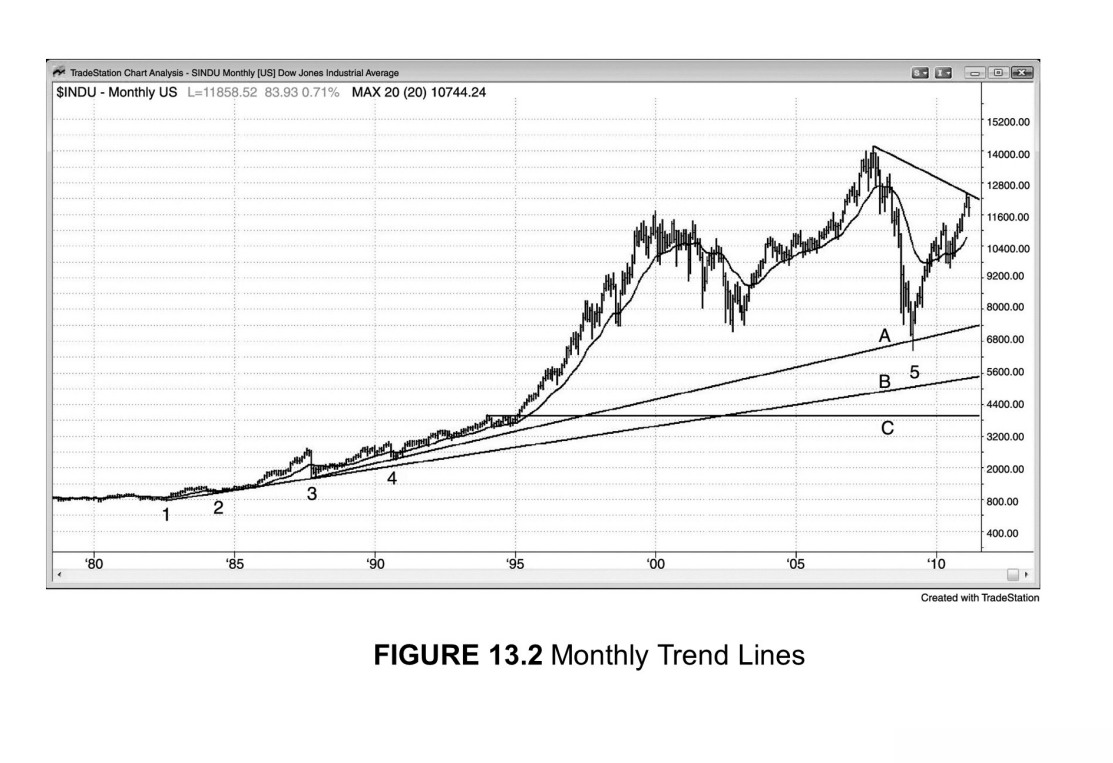 TradeStation Chart Analysis - SINDU Monthly [US] Dow Jones Industrial Average
$INDU - Monthly US L=11858.52 83.93 0.71% MAX 20 (20) 10744.24
15200.00
14000.00
12800.00
11600.00
10400.00
9200.00
8000.00
A
6800.00
5
5600.00
B
4400.00
C
3200.00
4
2000.00
3
800.00
2
1
400.00
'80 '85 '90 '95 '00 '05 '10
Created with TradeStation
FIGURE 13.2 Monthly Trend Lines